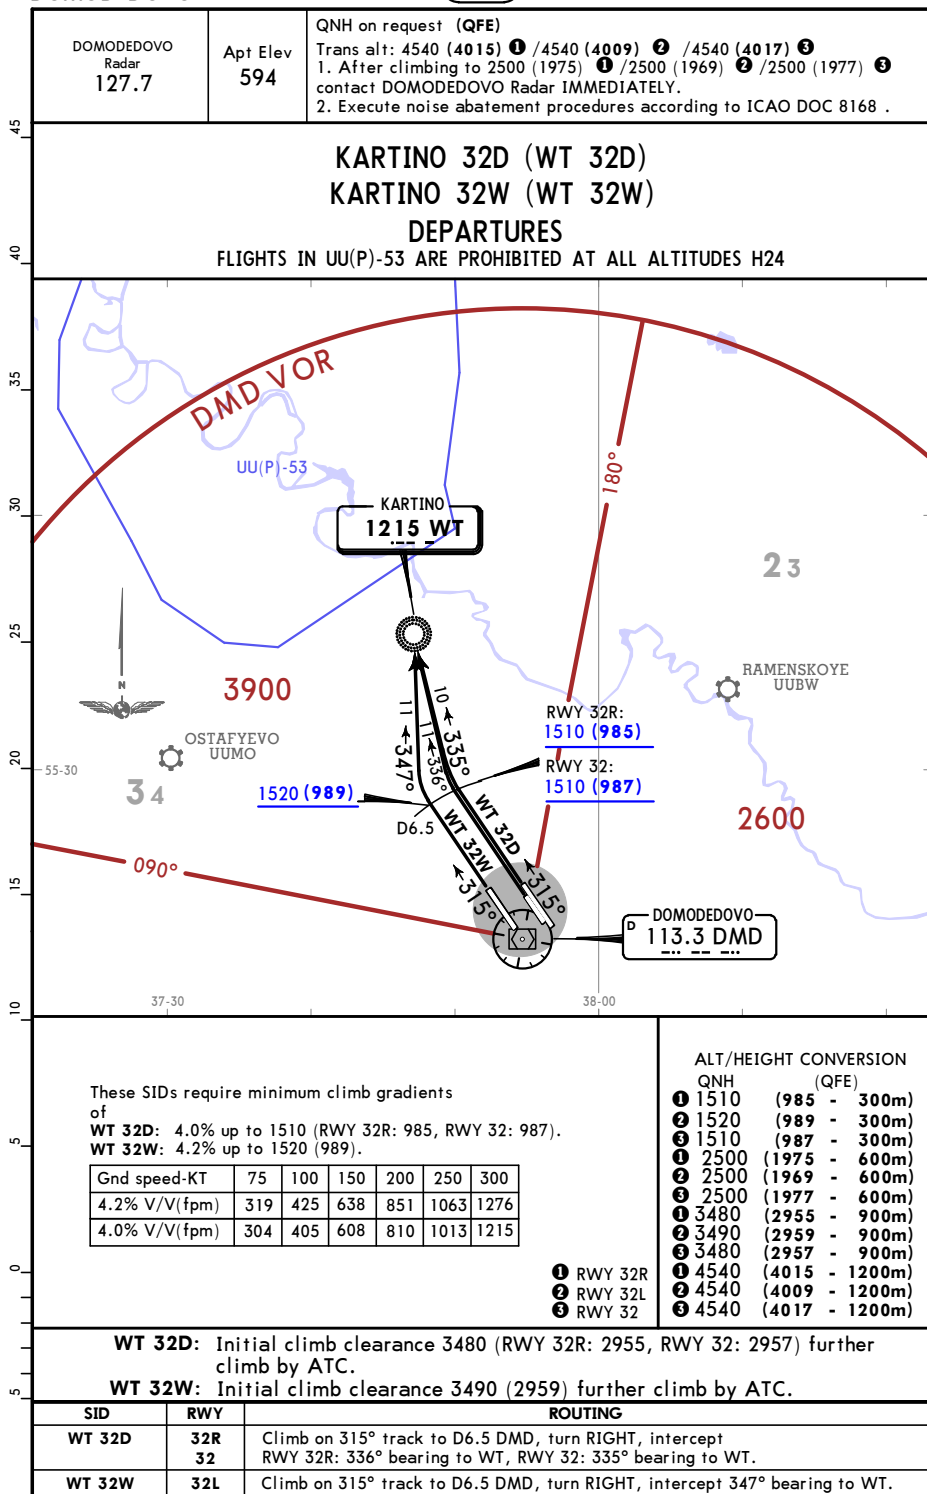 DOMODEDOVO
Radar
127.7
Apt Elev
594
QNH on request (QFE)
Trans alt: 4540 (4015) ❶ /4540 (4009) ❷ /4540 (4017) ❸
1. After climbing to 2500 (1975) ❶ /2500 (1969) ❷ /2500 (1977) ❸
contact DOMODEDOVO Radar IMMEDIATELY.
2. Execute noise abatement procedures according to ICAO DOC 8168 .
KARTINO 32D (WT 32D)
KARTINO 32W (WT 32W)
DEPARTURES
FLIGHTS IN UU(P)-53 ARE PROHIBITED AT ALL ALTITUDES H24
45
40
35
30
25
20
15
10
5
0
5
DMD VOR
180°
UU(P)-53
KARTINO
1215 WT
23
N
3900
RAMENSKOYE
UUBW
OSTAFYEVO
UUMO
34
55-30
10
335°
11
336°
11
347°
RWY 32R:
1510 (985)
RWY 32:
1510 (987)
1520 (989)
D6.5
2600
WT 32D
WT 32W
090°
315°
315°
D
DOMODEDOVO
113.3 DMD
37-30
38-00
These SIDs require minimum climb gradients
of
WT 32D: 4.0% up to 1510 (RWY 32R: 985, RWY 32: 987).
WT 32W: 4.2% up to 1520 (989).
Gnd speed-KT 75 100 150 200 250 300
4.2% V/V(fpm) 319 425 638 851 1063 1276
4.0% V/V(fpm) 304 405 608 810 1013 1215
❶ RWY 32R
❷ RWY 32L
❸ RWY 32
ALT/HEIGHT CONVERSION
QNH (QFE)
❶ 1510 (985 - 300m)
❷ 1520 (989 - 300m)
❸ 1510 (987 - 300m)
❶ 2500 (1975 - 600m)
❷ 2500 (1969 - 600m)
❸ 2500 (1977 - 600m)
❶ 3480 (2955 - 900m)
❷ 3490 (2959 - 900m)
❸ 3480 (2957 - 900m)
❶ 4540 (4015 - 1200m)
❷ 4540 (4009 - 1200m)
❸ 4540 (4017 - 1200m)
WT 32D: Initial climb clearance 3480 (RWY 32R: 2955, RWY 32: 2957) further
climb by ATC.
WT 32W: Initial climb clearance 3490 (2959) further climb by ATC.
SID RWY ROUTING
WT 32D 32R Climb on 315° track to D6.5 DMD, turn RIGHT, intercept
32 RWY 32R: 336° bearing to WT, RWY 32: 335° bearing to WT.
WT 32W 32L Climb on 315° track to D6.5 DMD, turn RIGHT, intercept 347° bearing to WT.